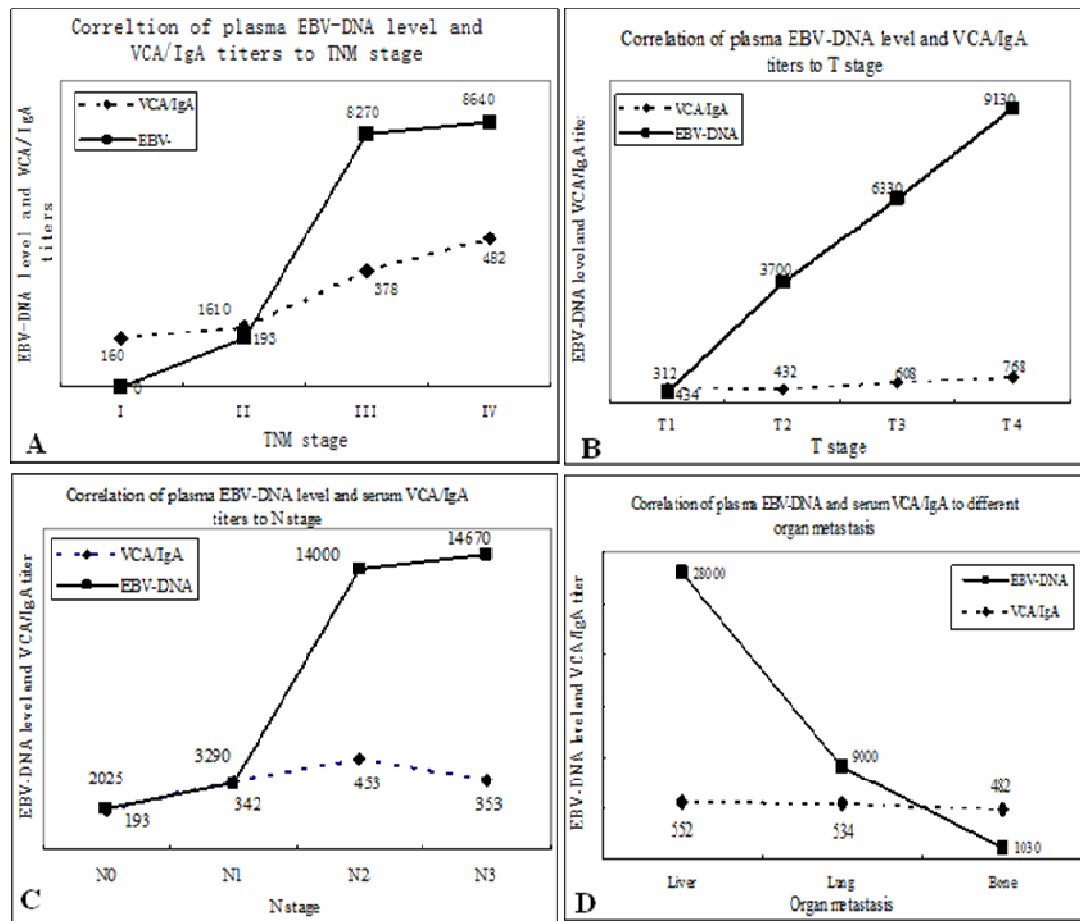 Correltion of plasma EBV-DNA level and
VCA/IgA titers to TNM stage
EBV-DNA level and VCA/IgA
titers
VCA/IgA
EBV-
8270
8640
1610
160
193
378
482
0
I II III IV
TNM stage
A
Correlation of plasma EBV-DNA level and VCA/IgA
titers to T stage
EBV-DNA level and VCA/IgA tite
VCA/IgA
EBV-DNA
9130
6330
3700
312
434
432
608
768
T1 T2 T3 T4
T stage
B
Correlation of plasma EBV-DNA level and serum VCA/IgA
titers to N stage
EBV-DNA level and VCA/IgA titer
VCA/IgA
EBV-DNA
14000
14670
3290
2025
193
342
453
353
N0 N1 N2 N3
N stage
C
Correlation of plasma EBV-DNA and serum VCA/IgA to different
organ metastasis
EBV-DNA level and VCA/IgA titer
EBV-DNA
VCA/IgA
28000
9000
482
552
534
1030
Liver Lung Bone
Organ metastasis
D